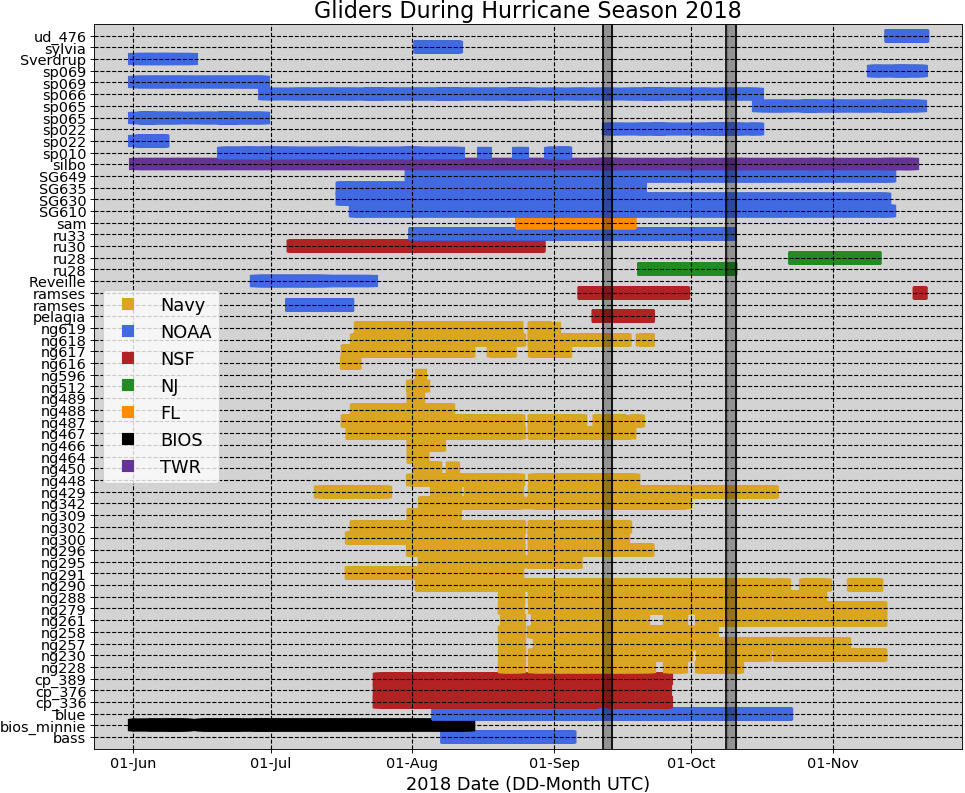 Gliders During Hurricane Season 2018
ud_476
sylvia
Sverdrup
sp069
sp069
sp066
sp065
sp065
sp022
sp022
sp010
silbo
SG649
SG635
SG630
SG610
sam
ru33
ru30
ru28
ru28
Reveille
ramses
ramses
pelagia
ng619
ng618
ng617
ng616
ng596
ng512
ng489
ng488
ng487
ng467
ng466
ng464
ng450
ng448
ng429
ng342
ng309
ng302
ng300
ng296
ng295
ng291
ng290
ng288
ng279
ng261
ng258
ng257
ng230
ng228
cp_389
cp_376
cp_336
blue
bios_minnie
bass
Navy
NOAA
NSF
NJ
FL
BIOS
TWR
01-Jun 01-Jul 01-Aug 01-Sep 01-Oct 01-Nov
2018 Date (DD-Month UTC)